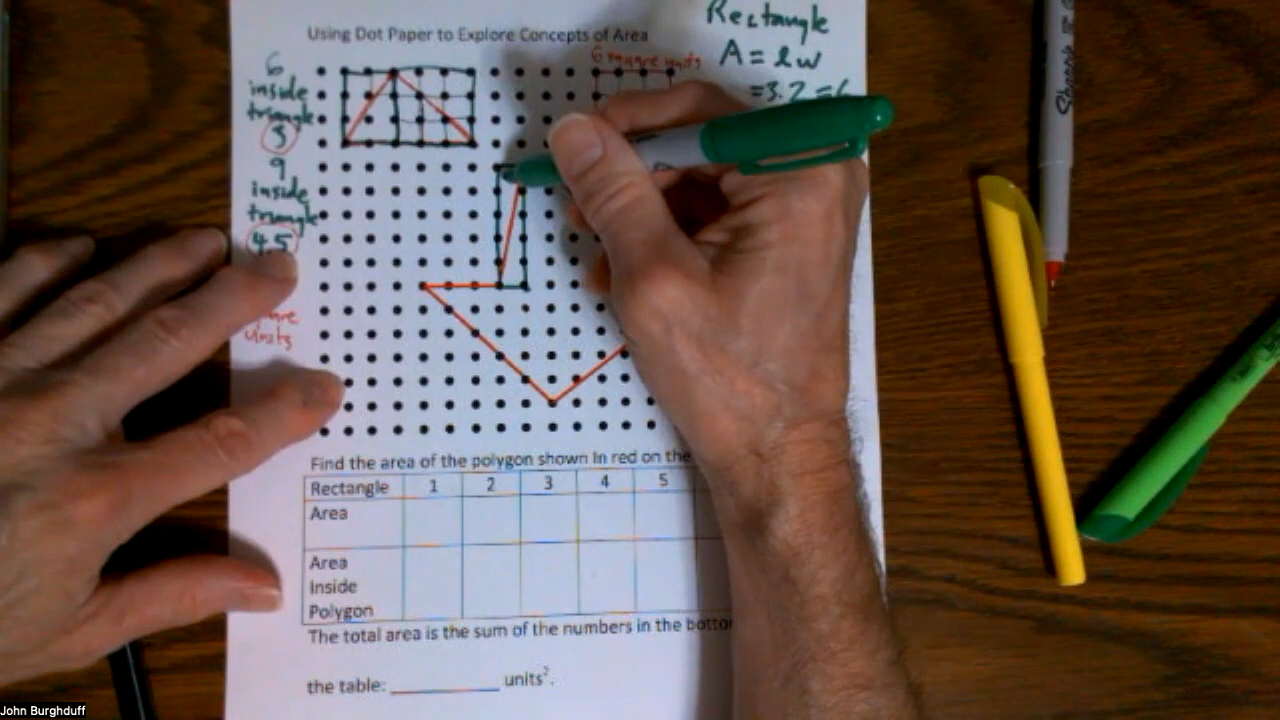 Using Dot Paper to Explore Concepts of Area
Rectangle
A = lw
= 3.2 = 6
6 square units
6
inside
triangle
3
9
inside
triangle
4.5
units
Find the area of the polygon shown In red on the
Rectangle 1 2 3 4 5
Area
Area
Inside
Polygon
The total area is the sum of the numbers in the
the table: ________ units².
Sharpie
John Burghduff